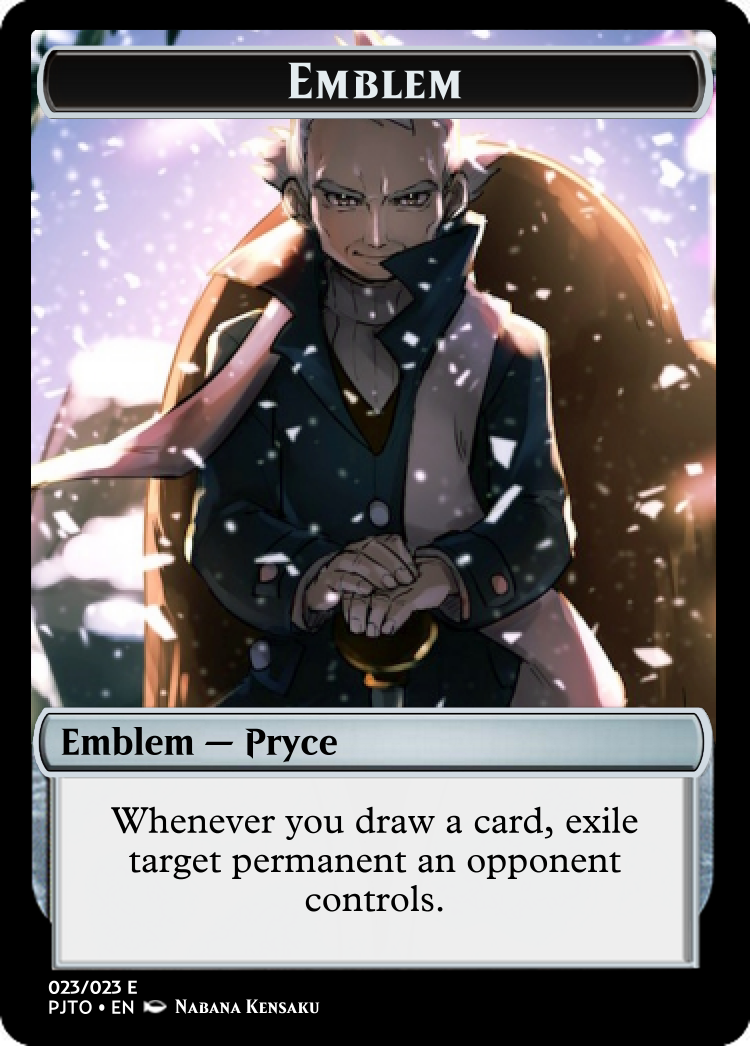 Emblem
Emblem — Pryce
Whenever you draw a card, exile
target permanent an opponent
controls.
023/023 E
PJTO • EN Nabana Kensaku